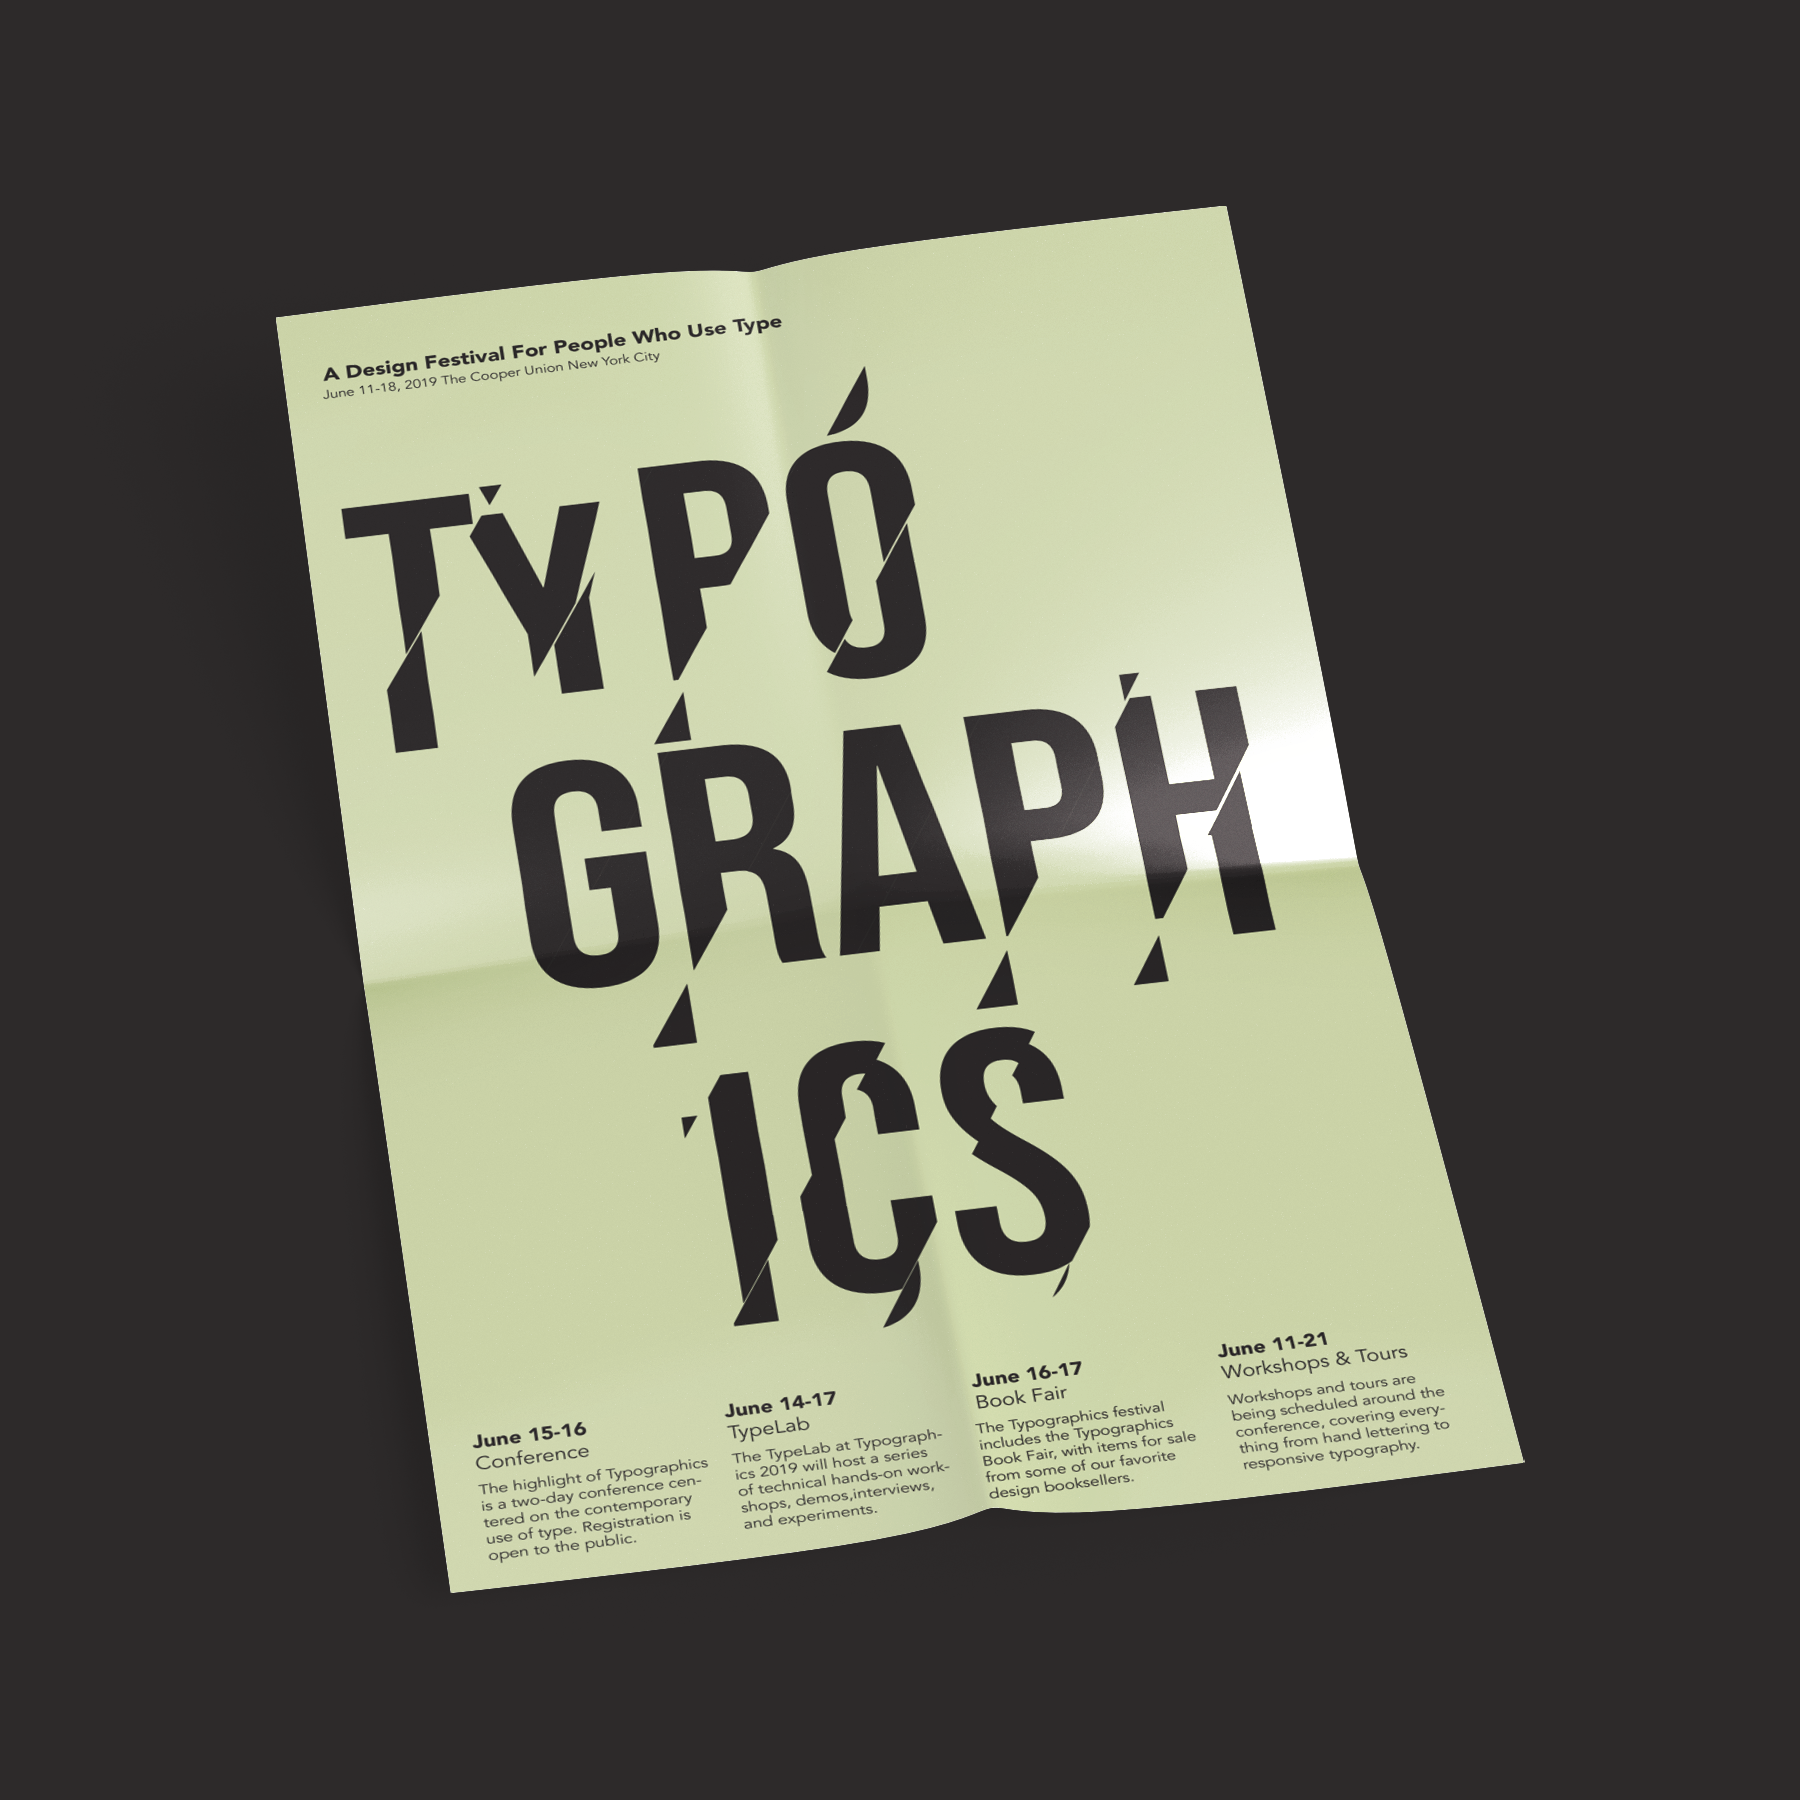 A Design Festival For People Who Use Type
June 11-18, 2019 The Cooper Union New York City
TYPO
GRAPH
ICS
June 15-16
Conference
The highlight of Typographics
is a two-day conference cen-
tered on the contemporary
use of type. Registration is
open to the public.
June 14-17
TypeLab
The TypeLab at Typograph-
ics 2019 will host a series
of technical hands-on work-
shops, demos,interviews,
and experiments.
June 16-17
Book Fair
The Typographics festival
includes the Typographics
Book Fair, with items for sale
from some of our favorite
design booksellers.
June 11-21
Workshops & Tours
Workshops and tours are
being scheduled around the
conference, covering every-
thing from hand lettering to
responsive typography.